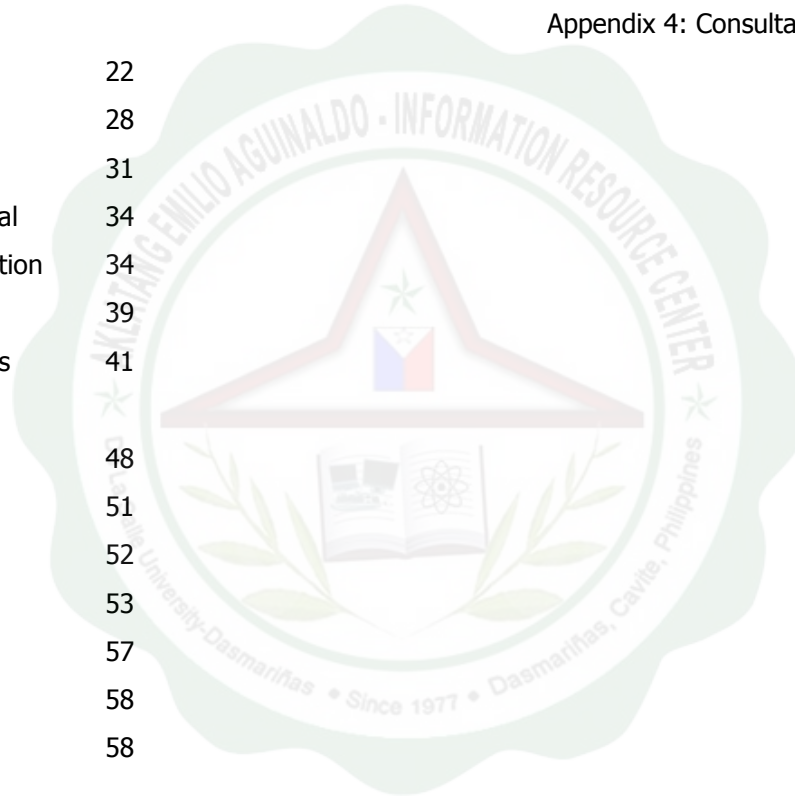 Appendix 4: Consulta
22
28
31
al 34
tion 34
39
s 41
48
51
52
53
57
58
58
AKLATANG EMILIO AGUINALDO - INFORMATION RESOURCE CENTER
De La Salle University-Dasmariñas • Since 1977 • Dasmariñas, Cavite, Philippines